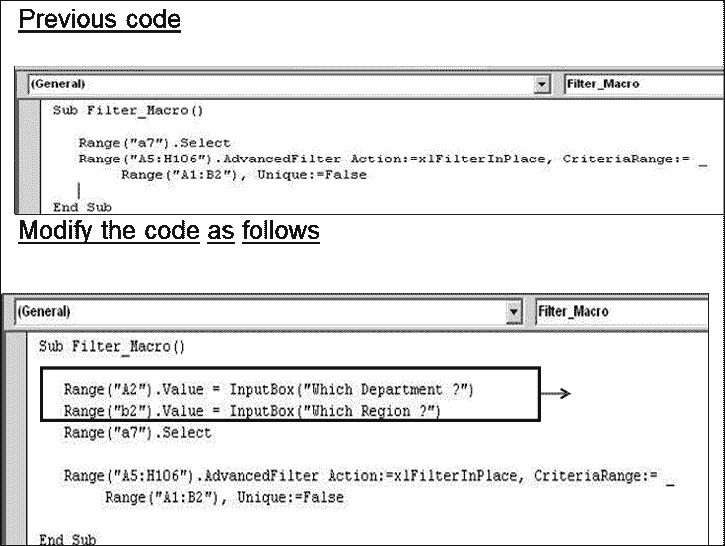 Previous code
(General)
Filter_Macro
Sub Filter_Macro()
Range("a7").Select
Range("A5:H106").AdvancedFilter Action:=xlFilterInPlace, CriteriaRange:= _
Range("A1:B2"), Unique:=False
End Sub
Modify the code as follows
(General)
Filter_Macro
Sub Filter_Macro()
Range("A2").Value = InputBox("Which Department ?")
Range("b2").Value = InputBox("Which Region ?")
Range("a7").Select
Range("A5:H106").AdvancedFilter Action:=xlFilterInPlace, CriteriaRange:= _
Range("A1:B2"), Unique:=False
End Sub